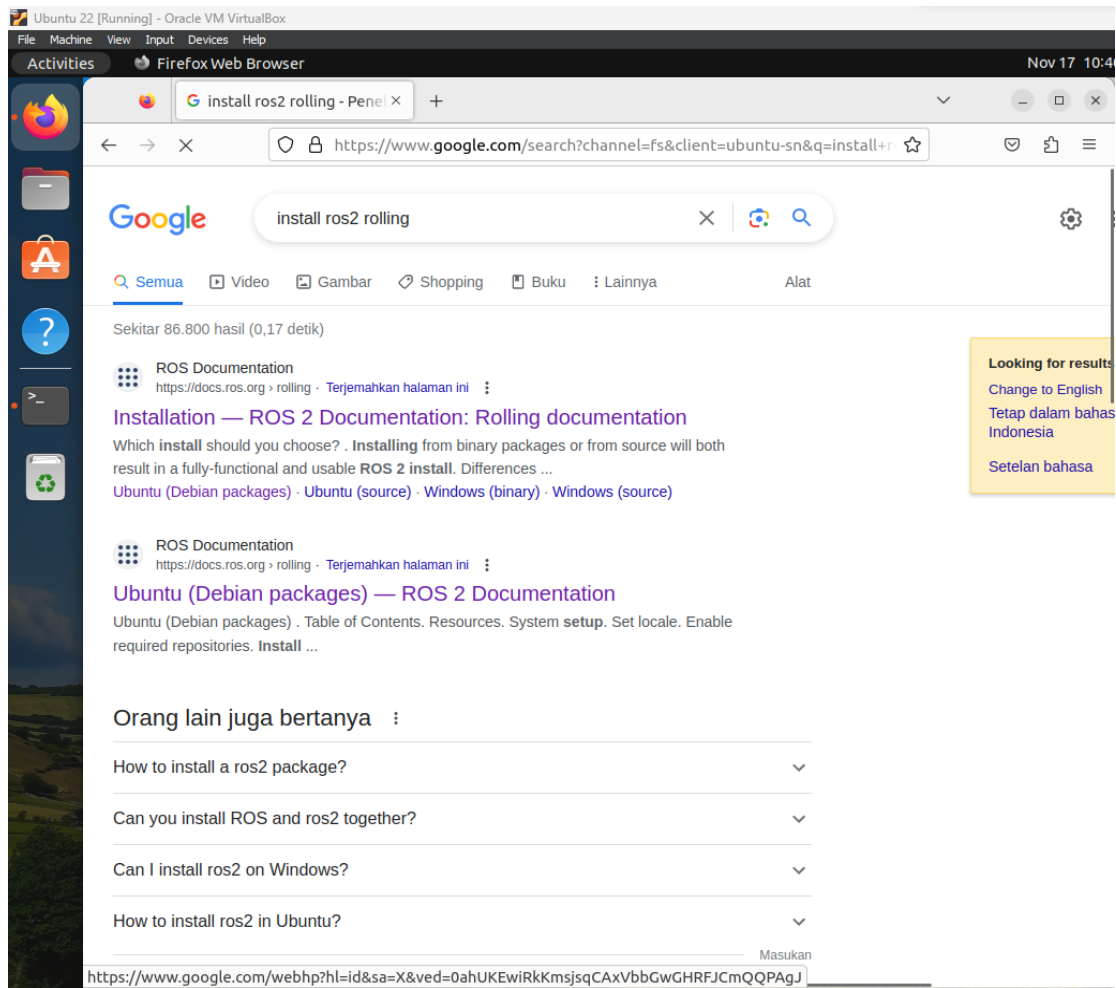 Ubuntu 22 [Running] - Oracle VM VirtualBox
File Machine View Input Devices Help
Activities Firefox Web Browser Nov 17 10:4
install ros2 rolling - Penel
https://www.google.com/search?channel=fs&client=ubuntu-sn&q=install+r
Google install ros2 rolling
Semua Video Gambar Shopping Buku Lainnya Alat
Sekitar 86.800 hasil (0,17 detik)
ROS Documentation
https://docs.ros.org › rolling · Terjemahkan halaman ini
Installation — ROS 2 Documentation: Rolling documentation
Which install should you choose? . Installing from binary packages or from source will both
result in a fully-functional and usable ROS 2 install. Differences ...
Ubuntu (Debian packages) · Ubuntu (source) · Windows (binary) · Windows (source)
Looking for results
Change to English
Tetap dalam bahas
Indonesia
Setelan bahasa
ROS Documentation
https://docs.ros.org › rolling · Terjemahkan halaman ini
Ubuntu (Debian packages) — ROS 2 Documentation
Ubuntu (Debian packages) . Table of Contents. Resources. System setup. Set locale. Enable
required repositories. Install ...
Orang lain juga bertanya
How to install a ros2 package?
Can you install ROS and ros2 together?
Can I install ros2 on Windows?
How to install ros2 in Ubuntu?
Masukan
https://www.google.com/webhp?hl=id&sa=X&ved=0ahUKEwiRkKmsjsqCAxVbbGwGHRFJCmQQPAgJ